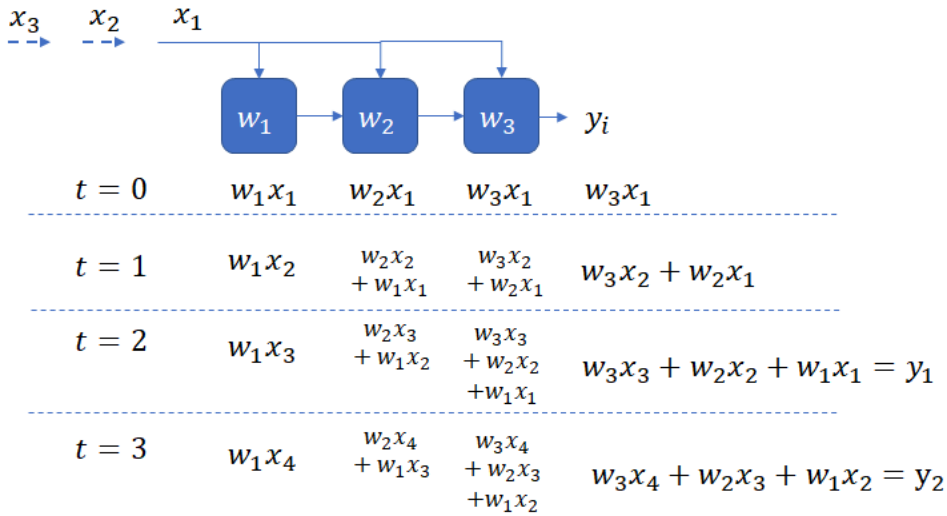 x₃ x₂ x₁
w₁ w₂ w₃ yᵢ
t = 0 w₁x₁ w₂x₁ w₃x₁ w₃x₁
t = 1 w₁x₂ w₂x₂ w₃x₂ w₃x₂ + w₂x₁
+ w₁x₁ + w₂x₁
t = 2 w₁x₃ w₂x₃ w₃x₃ w₃x₃ + w₂x₂ + w₁x₁ = y₁
+ w₁x₂ + w₂x₂
+w₁x₁
t = 3 w₁x₄ w₂x₄ w₃x₄ w₃x₄ + w₂x₃ + w₁x₂ = y₂
+ w₁x₃ + w₂x₃
+w₁x₂